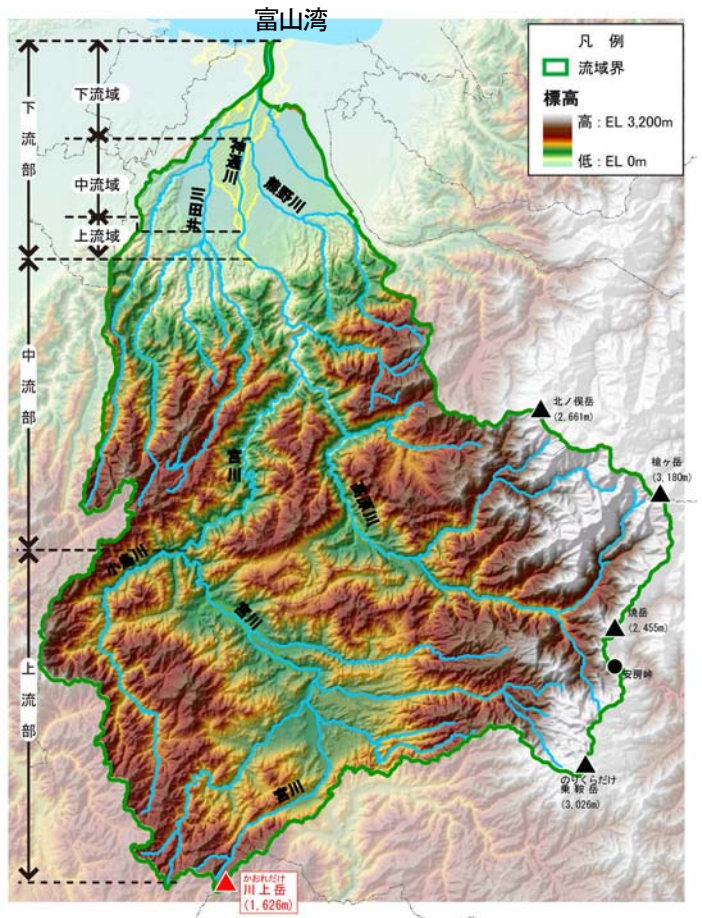 富山湾
凡 例
流域界
標高
高：EL 3,200m
低：EL 0m
下流部
下流域
中流域
上流域
神通川
熊野川
井田川
中流部
北ノ俣岳
(2,661m)
槍ヶ岳
(3,180m)
宮川
高原川
小鳥川
宮川
焼岳
(2,455m)
安房峠
上流部
のりくらだけ
乗鞍岳
(3,026m)
宮川
かおれだけ
川上岳
(1,626m)